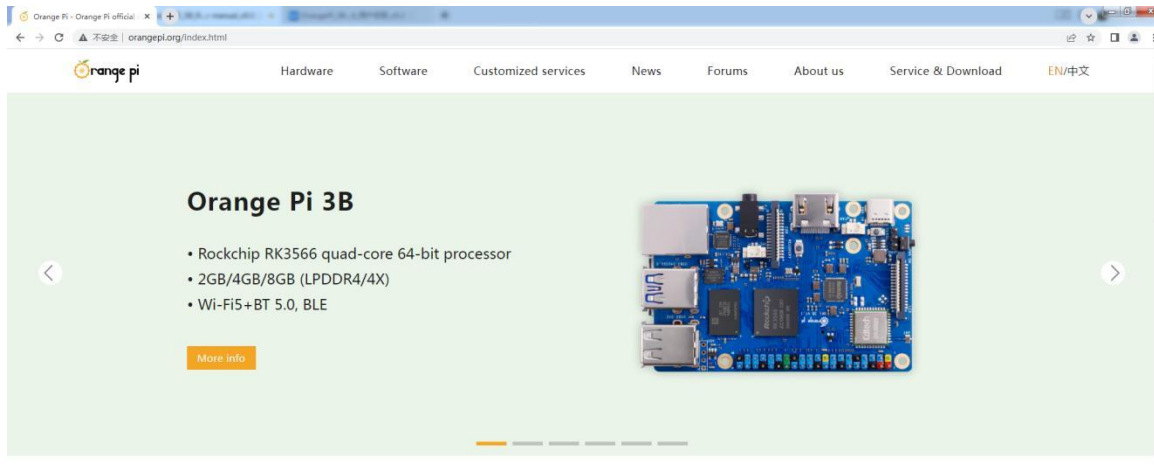 Orange Pi - Orange Pi official
不安全 | orangepi.org/index.html
Orange pi
Hardware
Software
Customized services
News
Forums
About us
Service & Download
EN/中文
Orange Pi 3B
• Rockchip RK3566 quad-core 64-bit processor
• 2GB/4GB/8GB (LPDDR4/4X)
• Wi-Fi5+BT 5.0, BLE
More info
Rockchip